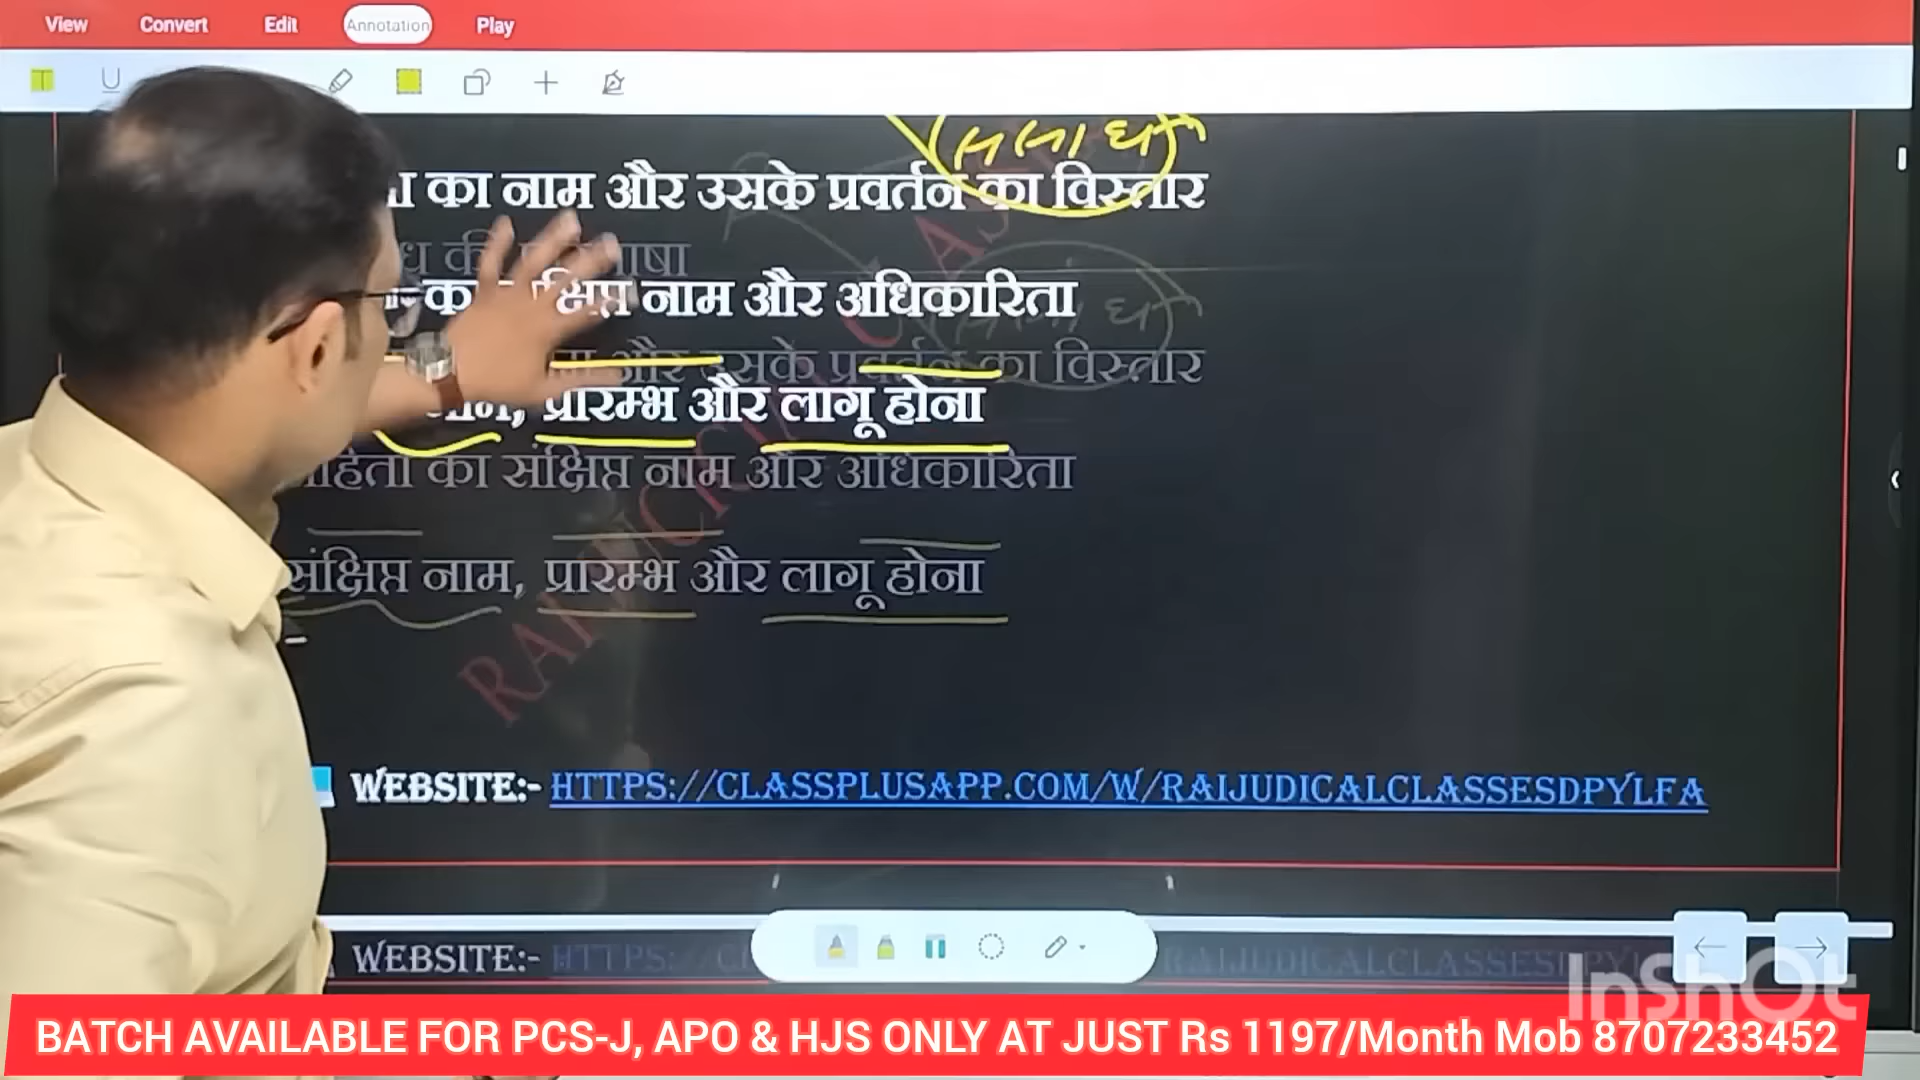 View Convert Edit Annotation Play
का नाम और उसके प्रवर्तन का विस्तार
नाम और अधिकारिता
उसके प्रवर्तन का विस्तार
प्रारम्भ और लागू होना
का संक्षिप्त नाम और अधिकारिता
संक्षिप्त नाम, प्रारम्भ और लागू होना
WEBSITE:- HTTPS://CLASSPLUSAPP.COM/W/RAIJUDICALCLASSESDPYLFA
WEBSITE:-
InShot
BATCH AVAILABLE FOR PCS-J, APO & HJS ONLY AT JUST Rs 1197/Month Mob 8707233452